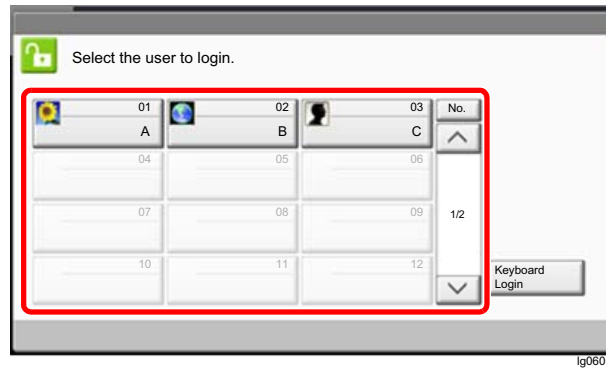 Select the user to login.
01 02 03 No.
A B C
04 05 06
07 08 09 1/2
10 11 12
Keyboard
Login
lg060